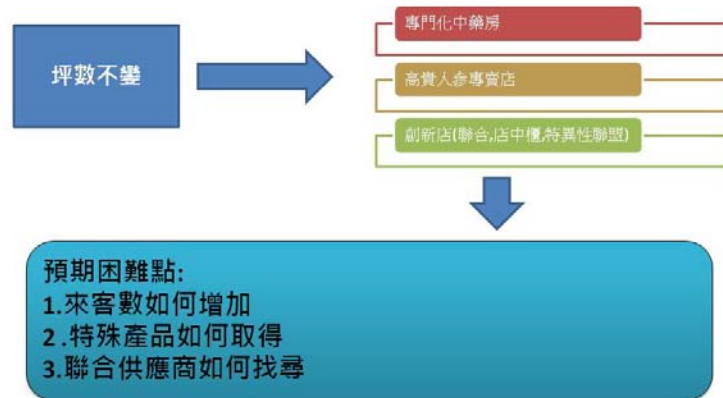 坪數不變
專門化中藥房
高貴人參專賣店
創新店(聯合,店中櫃,特異性聯盟)
預期困難點:
1.來客數如何增加
2 .特殊產品如何取得
3.聯合供應商如何找尋